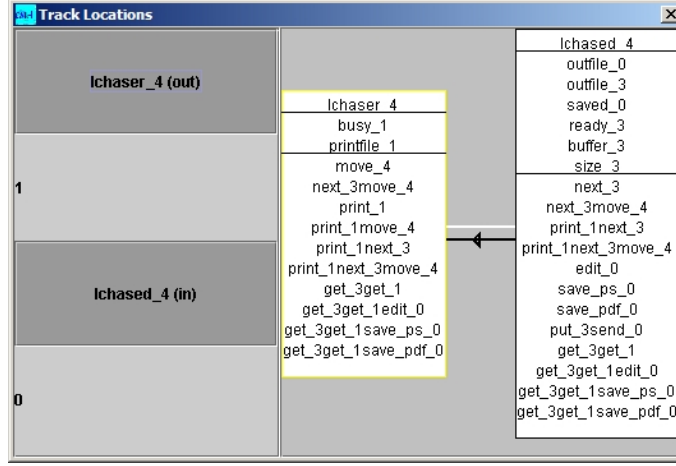 CM-I Track Locations
lchaser_4 (out)
1
lchased_4 (in)
0
lchaser_4
busy_1
printfile_1
move_4
next_3move_4
print_1
print_1move_4
print_1next_3
print_1next_3move_4
get_3get_1
get_3get_1edit_0
get_3get_1save_ps_0
get_3get_1save_pdf_0
lchased_4
outfile_0
outfile_3
saved_0
ready_3
buffer_3
size_3
next_3
next_3move_4
print_1next_3
print_1next_3move_4
edit_0
save_ps_0
save_pdf_0
put_3send_0
get_3get_1
get_3get_1edit_0
get_3get_1save_ps_0
get_3get_1save_pdf_0